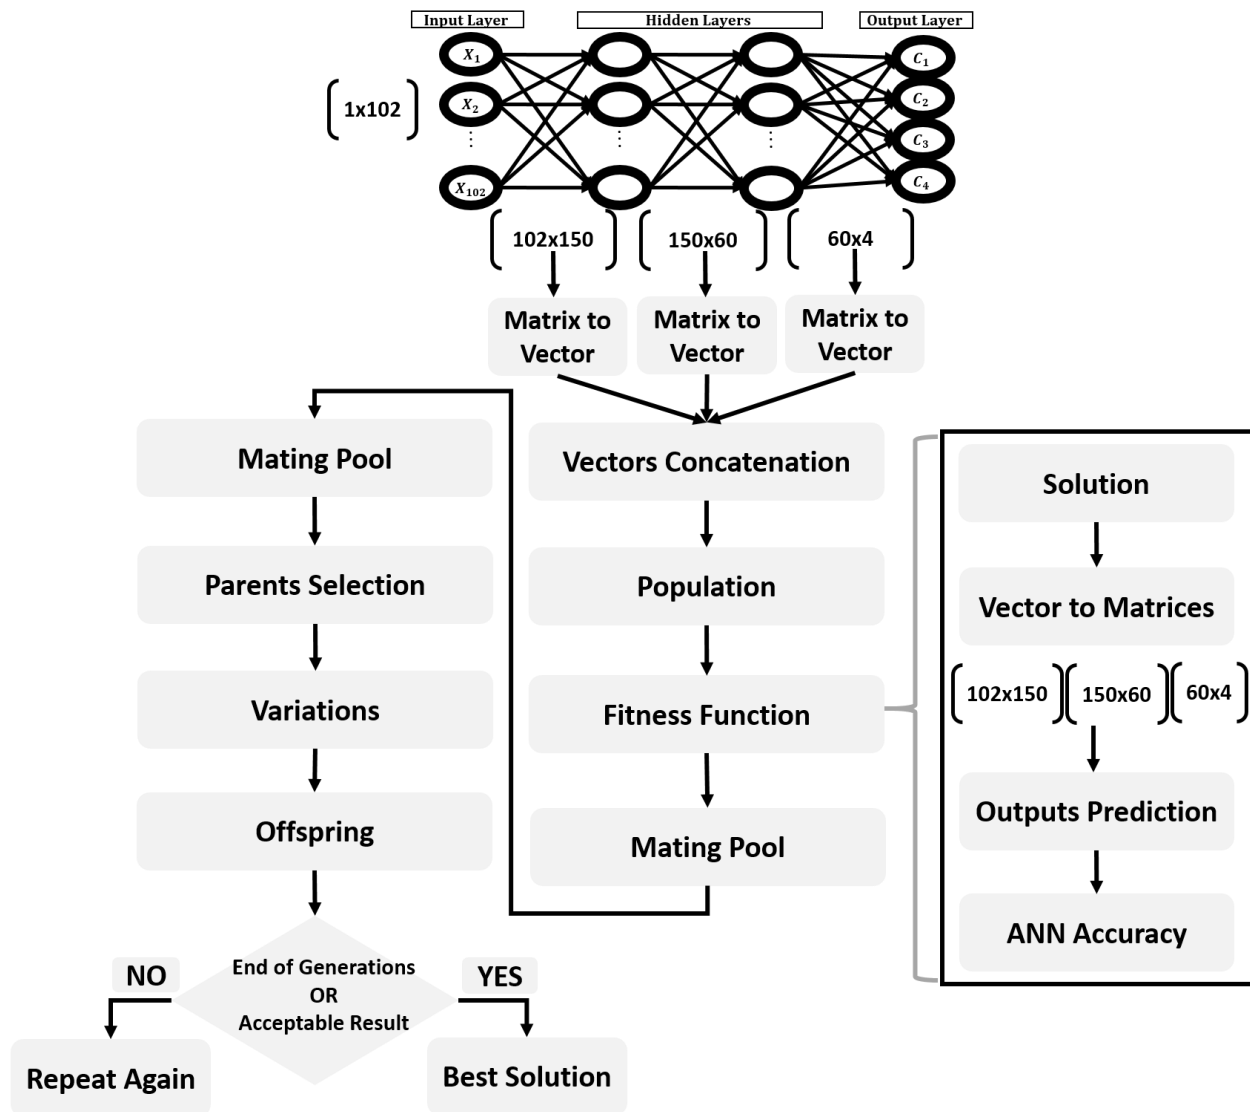 Input Layer
Hidden Layers
Output Layer
X1
X2
⋮
X102
⋮
⋮
C1
C2
C3
C4
1x102
102x150
150x60
60x4
Matrix to
Vector
Matrix to
Vector
Matrix to
Vector
Vectors Concatenation
Population
Fitness Function
Mating Pool
Mating Pool
Parents Selection
Variations
Offspring
End of Generations
OR
Acceptable Result
NO
YES
Repeat Again
Best Solution
Solution
Vector to Matrices
102x150
150x60
60x4
Outputs Prediction
ANN Accuracy